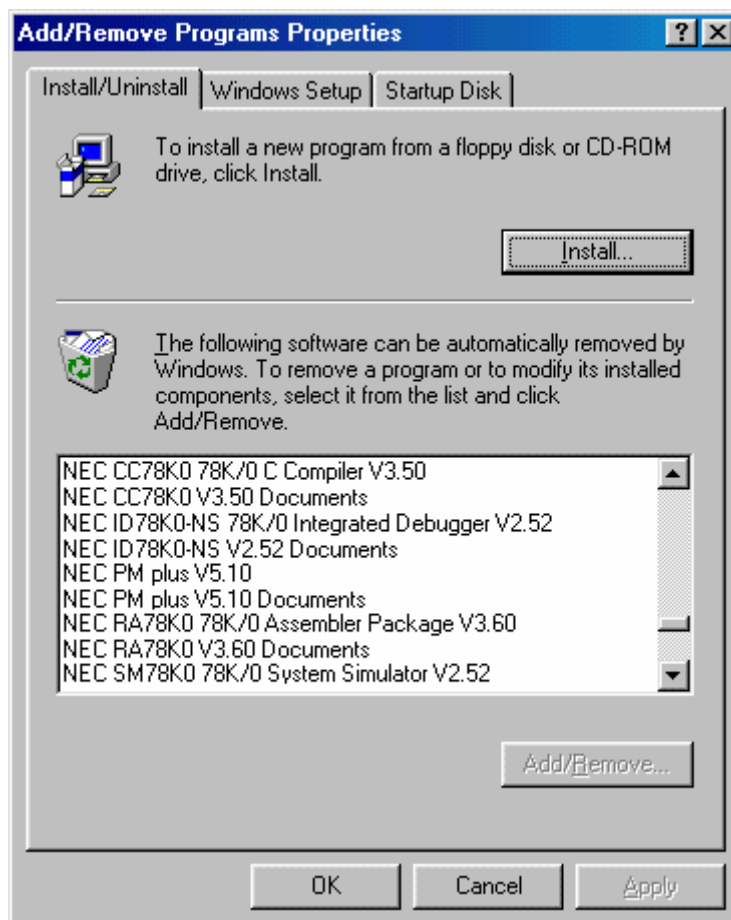 Add/Remove Programs Properties
Install/Uninstall Windows Setup Startup Disk
To install a new program from a floppy disk or CD-ROM
drive, click Install.
Install...
The following software can be automatically removed by
Windows. To remove a program or to modify its installed
components, select it from the list and click
Add/Remove.
NEC CC78K0 78K/0 C Compiler V3.50
NEC CC78K0 V3.50 Documents
NEC ID78K0-NS 78K/0 Integrated Debugger V2.52
NEC ID78K0-NS V2.52 Documents
NEC PM plus V5.10
NEC PM plus V5.10 Documents
NEC RA78K0 78K/0 Assembler Package V3.60
NEC RA78K0 V3.60 Documents
NEC SM78K0 78K/0 System Simulator V2.52
Add/Remove...
OK Cancel Apply